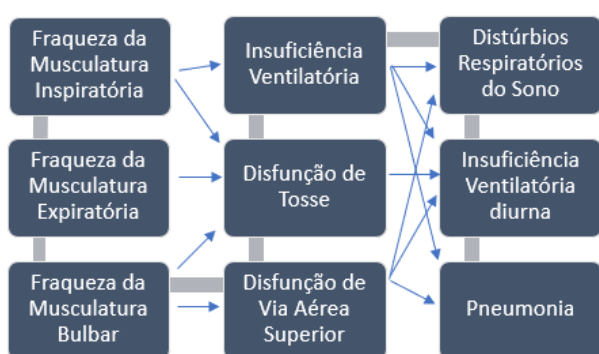 Fraqueza da
Musculatura
Inspiratória
Insuficiência
Ventilatória
Distúrbios
Respiratórios
do Sono
Fraqueza da
Musculatura
Expiratória
Disfunção de
Tosse
Insuficiência
Ventilatória
diurna
Fraqueza da
Musculatura
Bulbar
Disfunção de
Via Aérea
Superior
Pneumonia